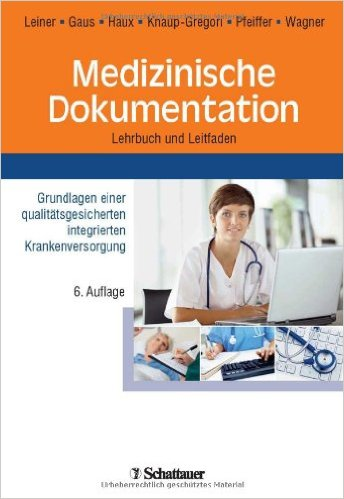 Leiner · Gaus · Haux · Knaup-Gregori · Pfeiffer · Wagner
Medizinische
Dokumentation
Lehrbuch und Leitfaden
Grundlagen einer
qualitätsgesicherten
integrierten
Krankenversorgung
6. Auflage
Schattauer
Urheberrechtlich geschütztes Material